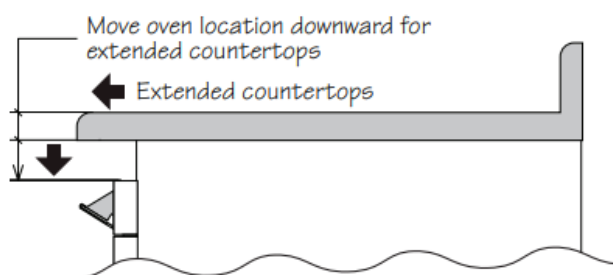 Move oven location downward for
extended countertops
Extended countertops